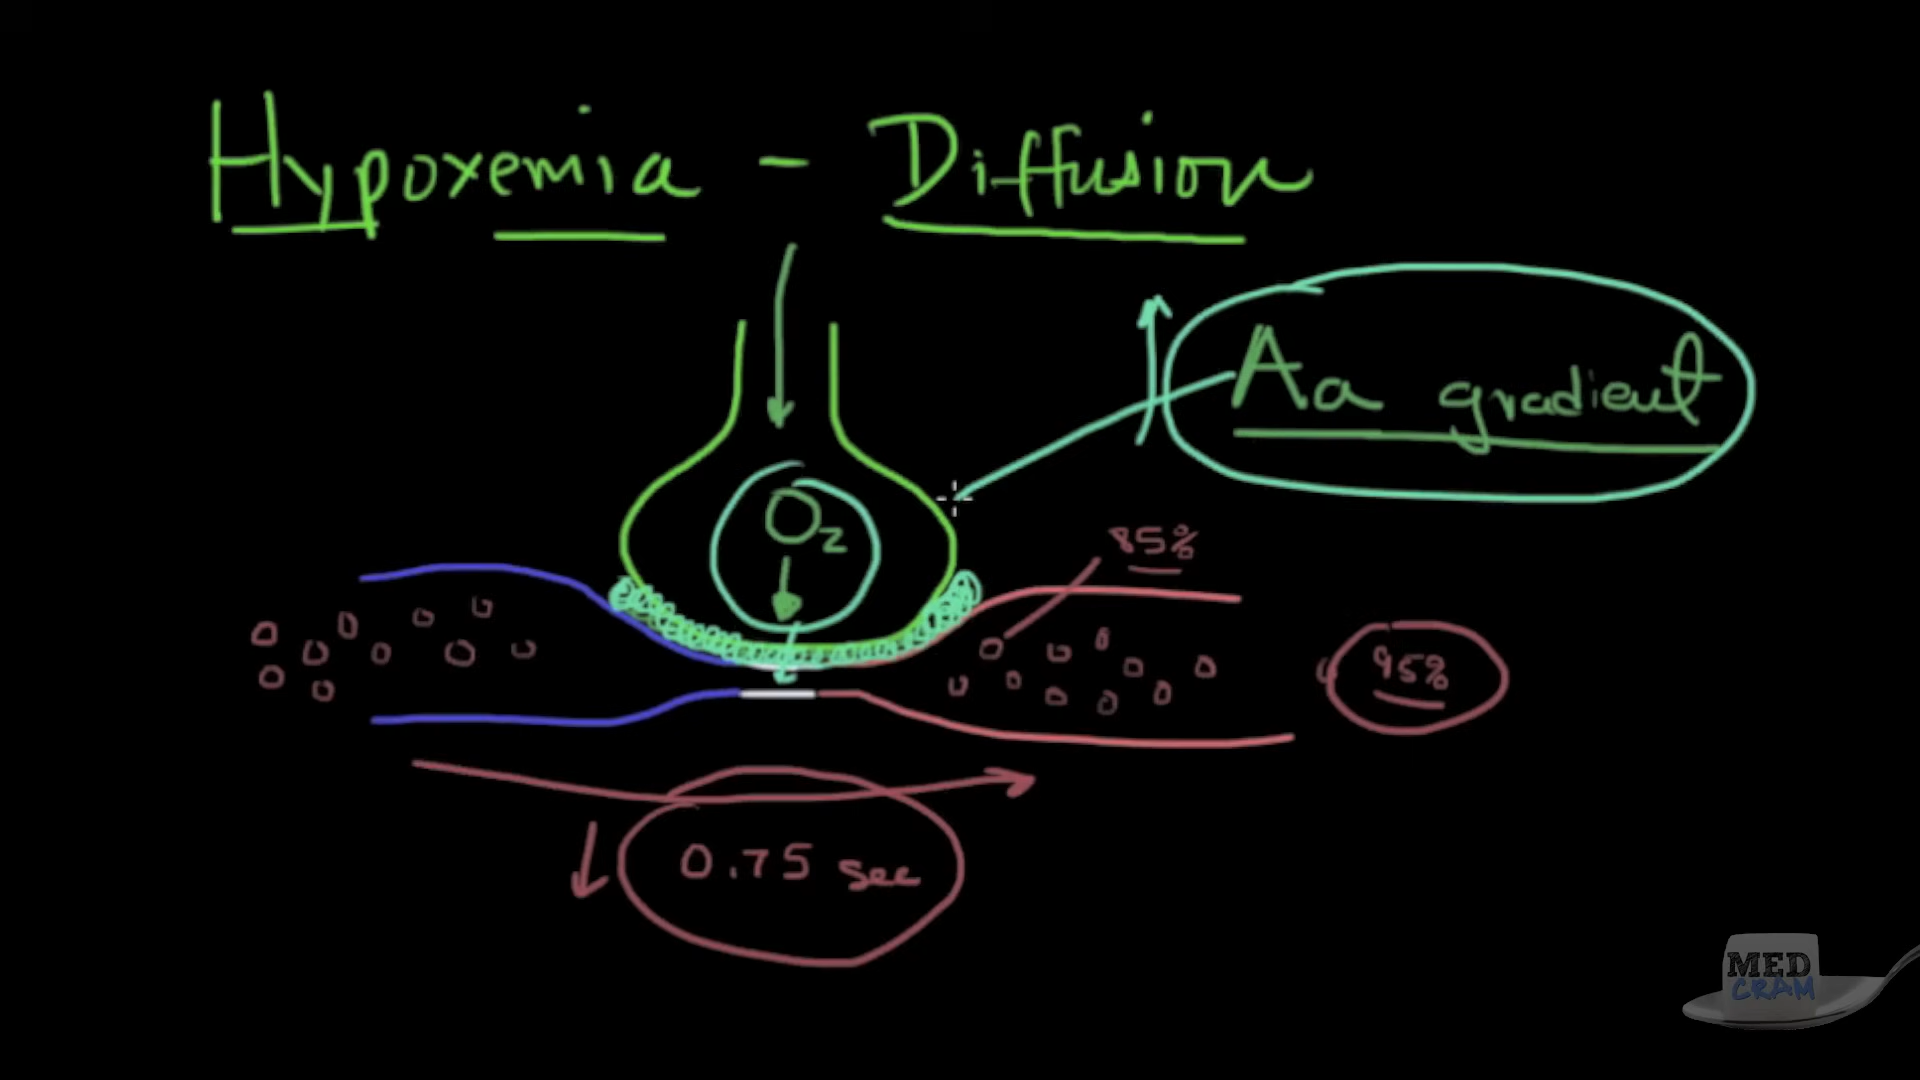 Hypoxemia - Diffusion
Aa gradient
O2
85%
95%
0.75 sec
MED
CRAM